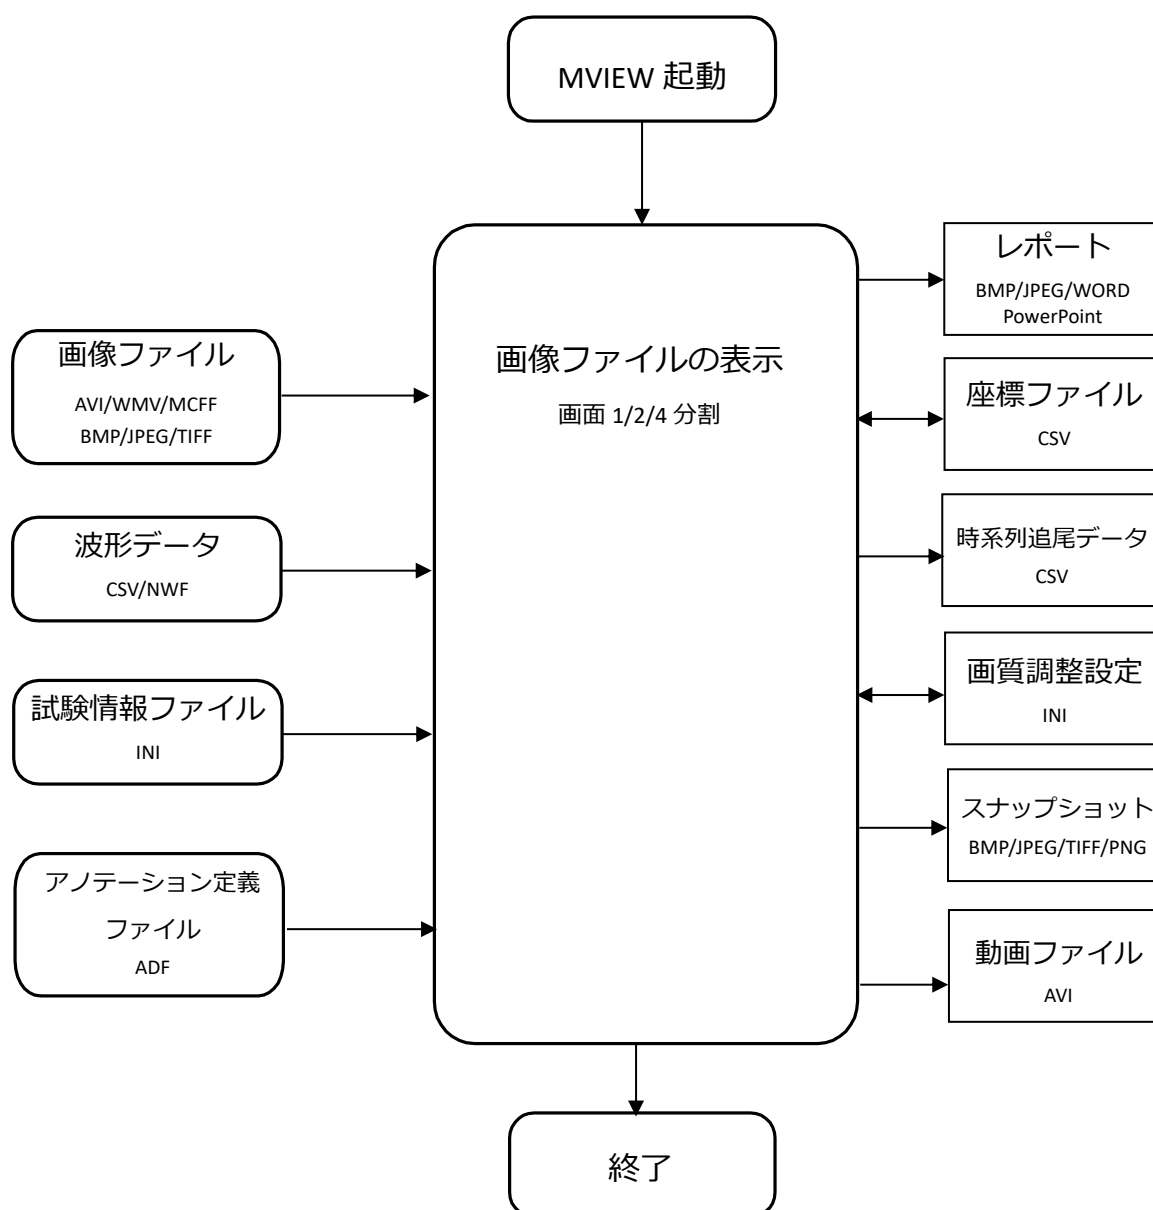 MVIEW 起動
画像ファイル
AVI/WMV/MCFF
BMP/JPEG/TIFF
波形データ
CSV/NWF
試験情報ファイル
INI
アノテーション定義
ファイル
ADF
画像ファイルの表示
画面 1/2/4 分割
レポート
BMP/JPEG/WORD
PowerPoint
座標ファイル
CSV
時系列追尾データ
CSV
画質調整設定
INI
スナップショット
BMP/JPEG/TIFF/PNG
動画ファイル
AVI
終了